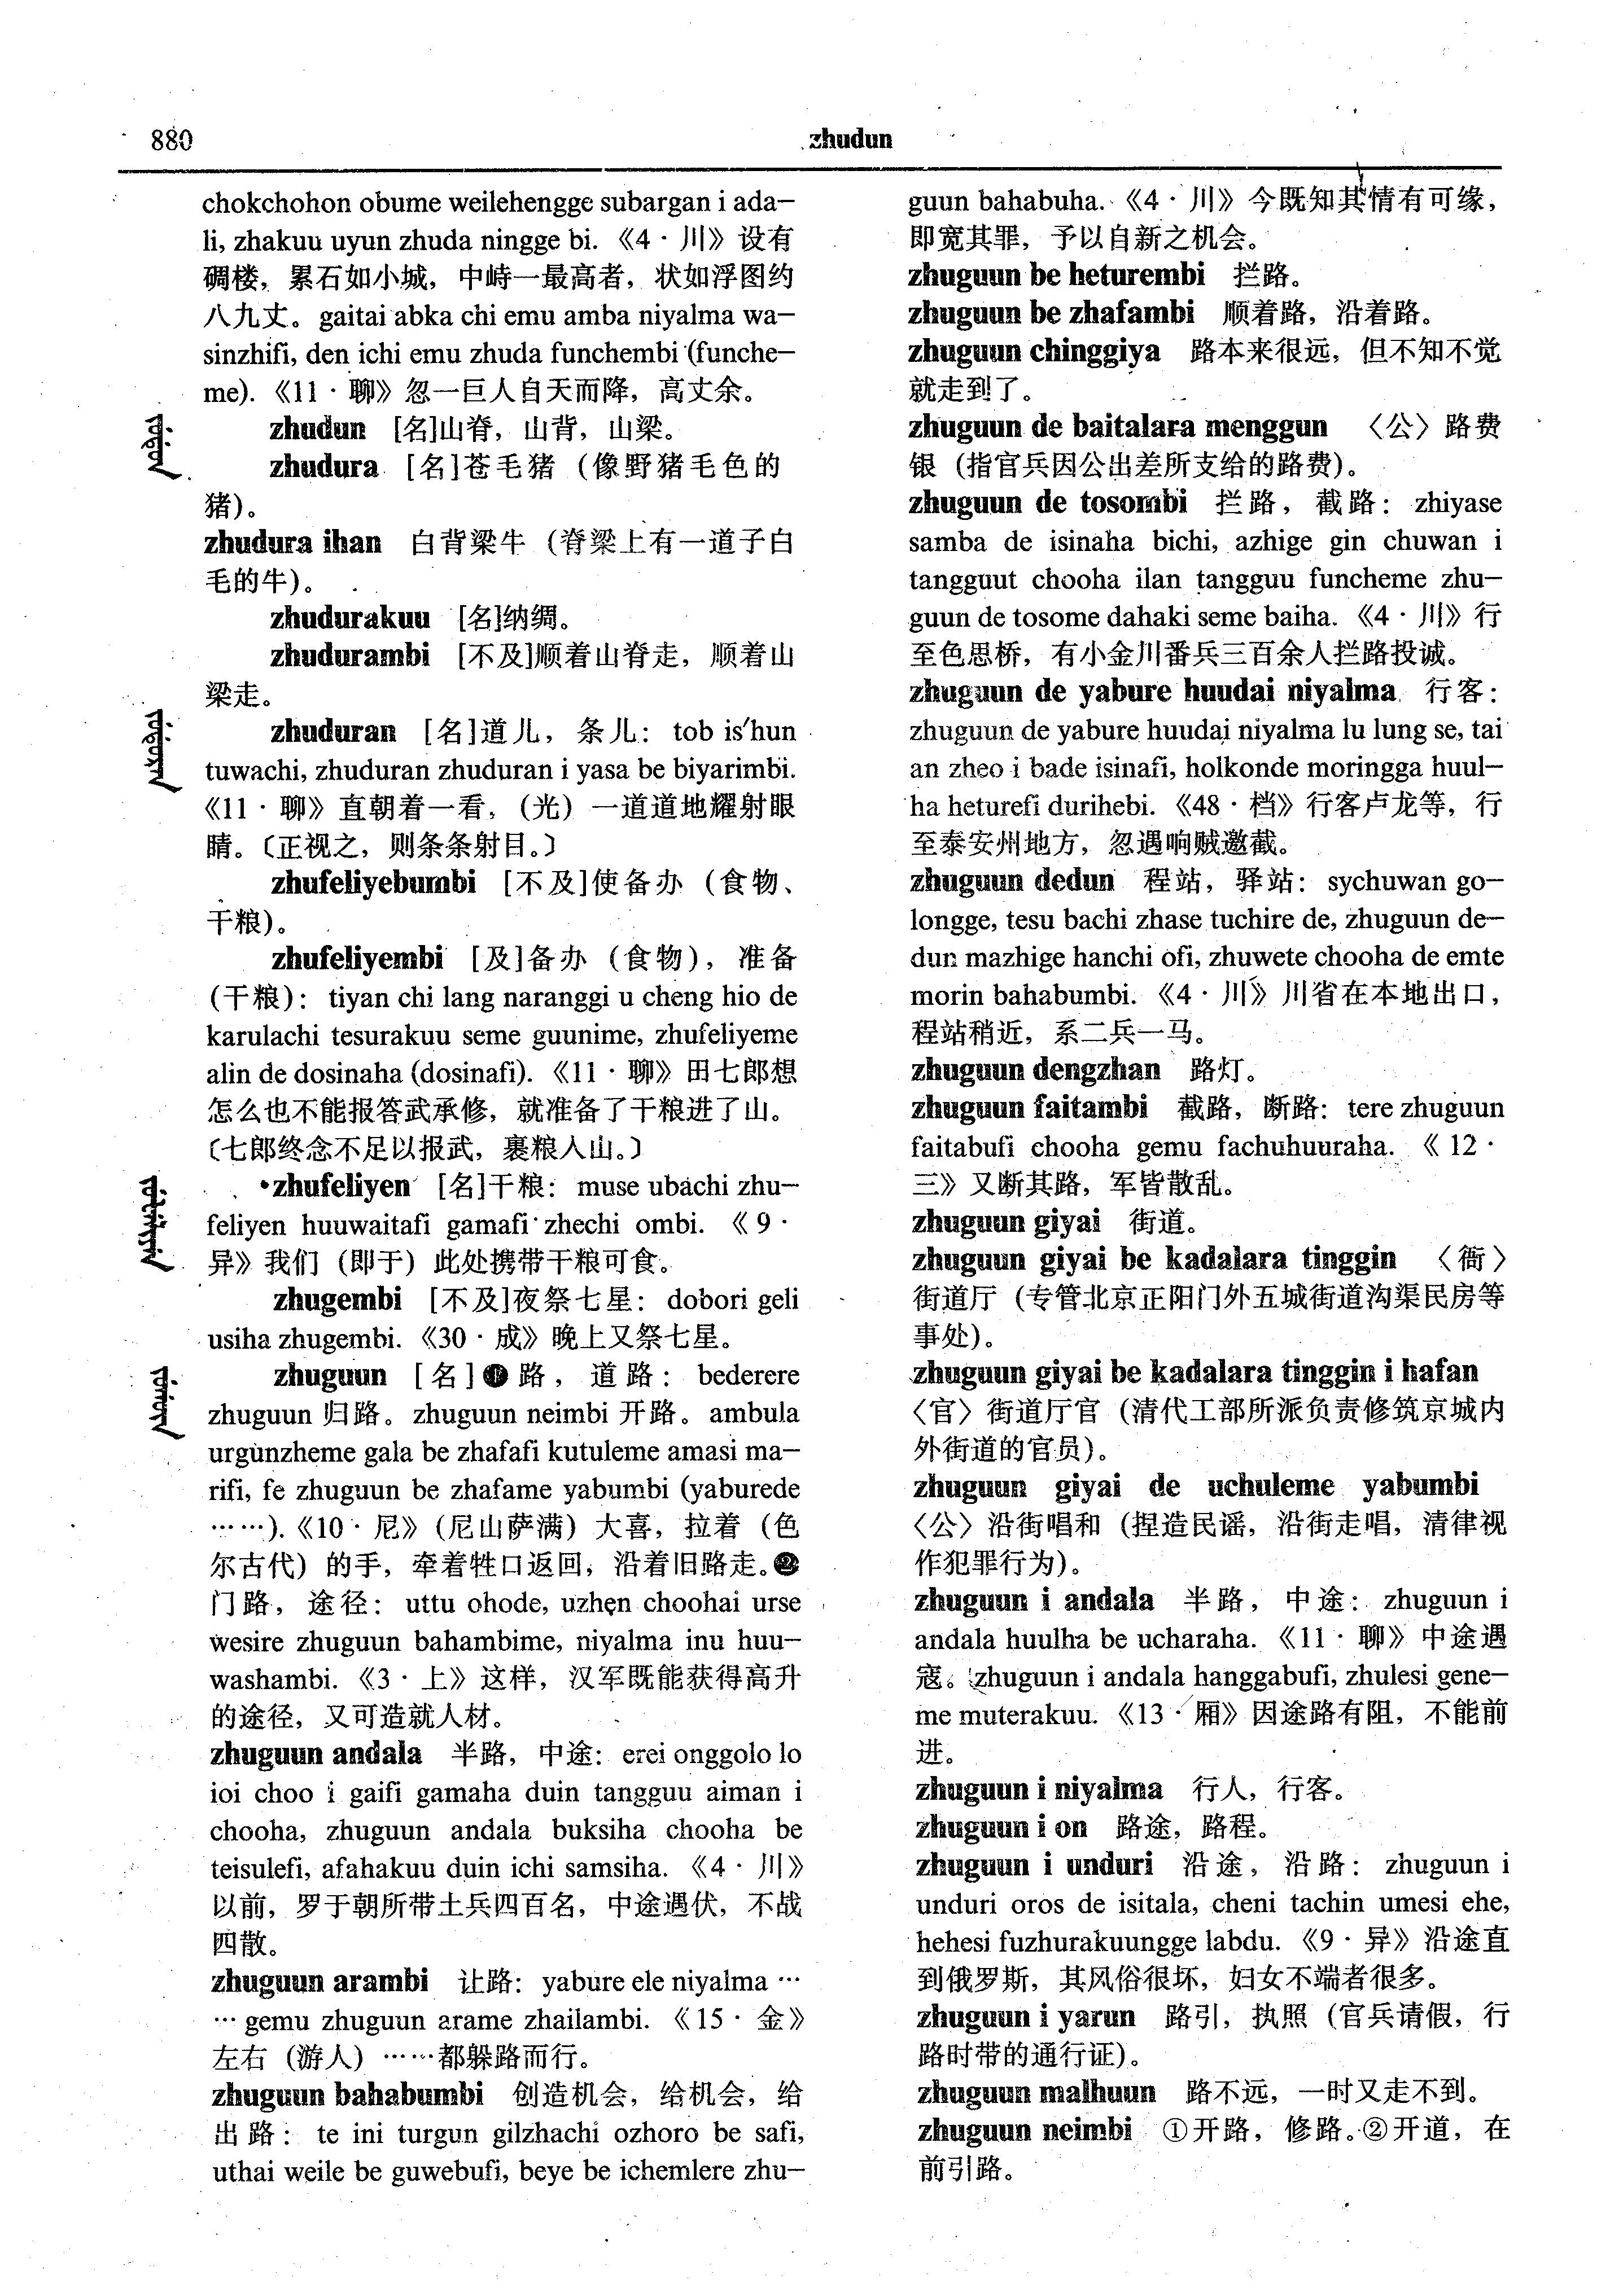 880
zhudun
chokchohon obume weilehengge subargan i ada-
li, zhakuu uyun zhuda ningge bi.《4·川》设有
碉楼，累石如小城，中峙一最高者，状如浮图约
八九丈。gaitai abka chi emu amba niyalma wa-
sinzhifi, den ichi emu zhuda funchembi (funche-
me).《11·聊》忽一巨人自天而降，高丈余。
zhudun [名]山脊，山背，山梁。
zhudura [名]苍毛猪（像野猪毛色的
猪）。
zhudura ihan 白背梁牛（脊梁上有一道子白
毛的牛）。
zhudurakuu [名]纳绸。
zhudurambi [不及]顺着山脊走，顺着山
梁走。
zhuduran [名]道儿，条儿：tob is'hun
tuwachi, zhuduran zhuduran i yasa be biyarimbi.
《11·聊》直朝着一看，（光）一道道地耀射眼
睛。〔正视之，则条条射目。〕
zhufeliyebumbi [不及]使备办（食物、
干粮）。
zhufeliyembi [及]备办（食物），准备
（干粮）：tiyan chi lang naranggi u cheng hio de
karulachi tesurakuu seme guunime, zhufeliyeme
alin de dosinaha (dosinafi).《11·聊》田七郎想
怎么也不能报答武承修，就准备了干粮进了山。
〔七郎终念不足以报武，裹粮入山。〕
•zhufeliyen [名]干粮：muse ubachi zhu-
feliyen huuwaitafi gamafi zhechi ombi.《9·
异》我们（即于）此处携带干粮可食。
zhugembi [不及]夜祭七星：dobori geli
usiha zhugembi.《30·成》晚上又祭七星。
zhuguun [名]❶路，道路：bederere
zhuguun 归路。zhuguun neimbi 开路。ambula
urgunzheme gala be zhafafi kutuleme amasi ma-
rifi, fe zhuguun be zhafame yabumbi (yaburede
……).《10·尼》（尼山萨满）大喜，拉着（色
尔古代）的手，牵着牲口返回，沿着旧路走。❷
门路，途径：uttu ohode, uzhen choohai urse
wesire zhuguun bahambime, niyalma inu huu-
washambi.《3·上》这样，汉军既能获得高升
的途径，又可造就人材。
zhuguun andala 半路，中途：erei onggolo lo
ioi choo i gaifi gamaha duin tangguu aiman i
chooha, zhuguun andala buksiha chooha be
teisulefi, afahakuu duin ichi samsiha.《4·川》
以前，罗于朝所带土兵四百名，中途遇伏，不战
四散。
zhuguun arambi 让路：yabure ele niyalma …
… gemu zhuguun arame zhailambi.《15·金》
左右（游人）……都躲路而行。
zhuguun bahabumbi 创造机会，给机会，给
出路：te ini turgun gilzhachi ozhoro be safi,
uthai weile be guwebufi, beye be ichemlere zhu-
guun bahabuha.《4·川》今既知其情有可缘，
即宽其罪，予以自新之机会。
zhuguun be heturembi 拦路。
zhuguun be zhafambi 顺着路，沿着路。
zhuguun chinggiya 路本来很远，但不知不觉
就走到了。
zhuguun de baitalara menggun 〈公〉路费
银（指官兵因公出差所支给的路费）。
zhuguun de tosombi 拦路，截路：zhiyase
samba de isinaha bichi, azhige gin chuwan i
tangguut chooha ilan tangguu funcheme zhu-
guun de tosome dahaki seme baiha.《4·川》行
至色思桥，有小金川番兵三百余人拦路投诚。
zhuguun de yabure huudai niyalma 行客：
zhuguun de yabure huudai niyalma lu lung se, tai
an zheo i bade isinafi, holkonde moringga huul-
ha heturefi durihebi.《48·档》行客卢龙等，行
至泰安州地方，忽遇响贼邀截。
zhuguun dedun 程站，驿站：sychuwan go-
longge, tesu bachi zhase tuchire de, zhuguun de-
dun mazhige hanchi ofi, zhuwete chooha de emte
morin bahabumbi.《4·川》川省在本地出口，
程站稍近，系二兵一马。
zhuguun dengzhan 路灯。
zhuguun faitambi 截路，断路：tere zhuguun
faitabufi chooha gemu fachuhuuraha.《12·
三》又断其路，军皆散乱。
zhuguun giyai 街道。
zhuguun giyai be kadalara tinggin 〈衙〉
街道厅（专管北京正阳门外五城街道沟渠民房等
事处）。
zhuguun giyai be kadalara tinggin i hafan
〈官〉街道厅官（清代工部所派负责修筑京城内
外街道的官员）。
zhuguun giyai de uchuleme yabumbi
〈公〉沿街唱和（捏造民谣，沿街走唱，清律视
作犯罪行为）。
zhuguun i andala 半路，中途：zhuguun i
andala huulha be ucharaha.《11·聊》中途遇
寇。zhuguun i andala hanggabufi, zhulesi gene-
me muterakuu.《13·厢》因途路有阻，不能前
进。
zhuguun i niyalma 行人，行客。
zhuguun i on 路途，路程。
zhuguun i unduri 沿途，沿路：zhuguun i
unduri oros de isitala, cheni tachin umesi ehe,
hehesi fuzhurakuungge labdu.《9·异》沿途直
到俄罗斯，其风俗很坏，妇女不端者很多。
zhuguun i yarun 路引，执照（官兵请假，行
路时带的通行证）。
zhuguun malhuun 路不远，一时又走不到。
zhuguun neimbi ①开路，修路。②开道，在
前引路。